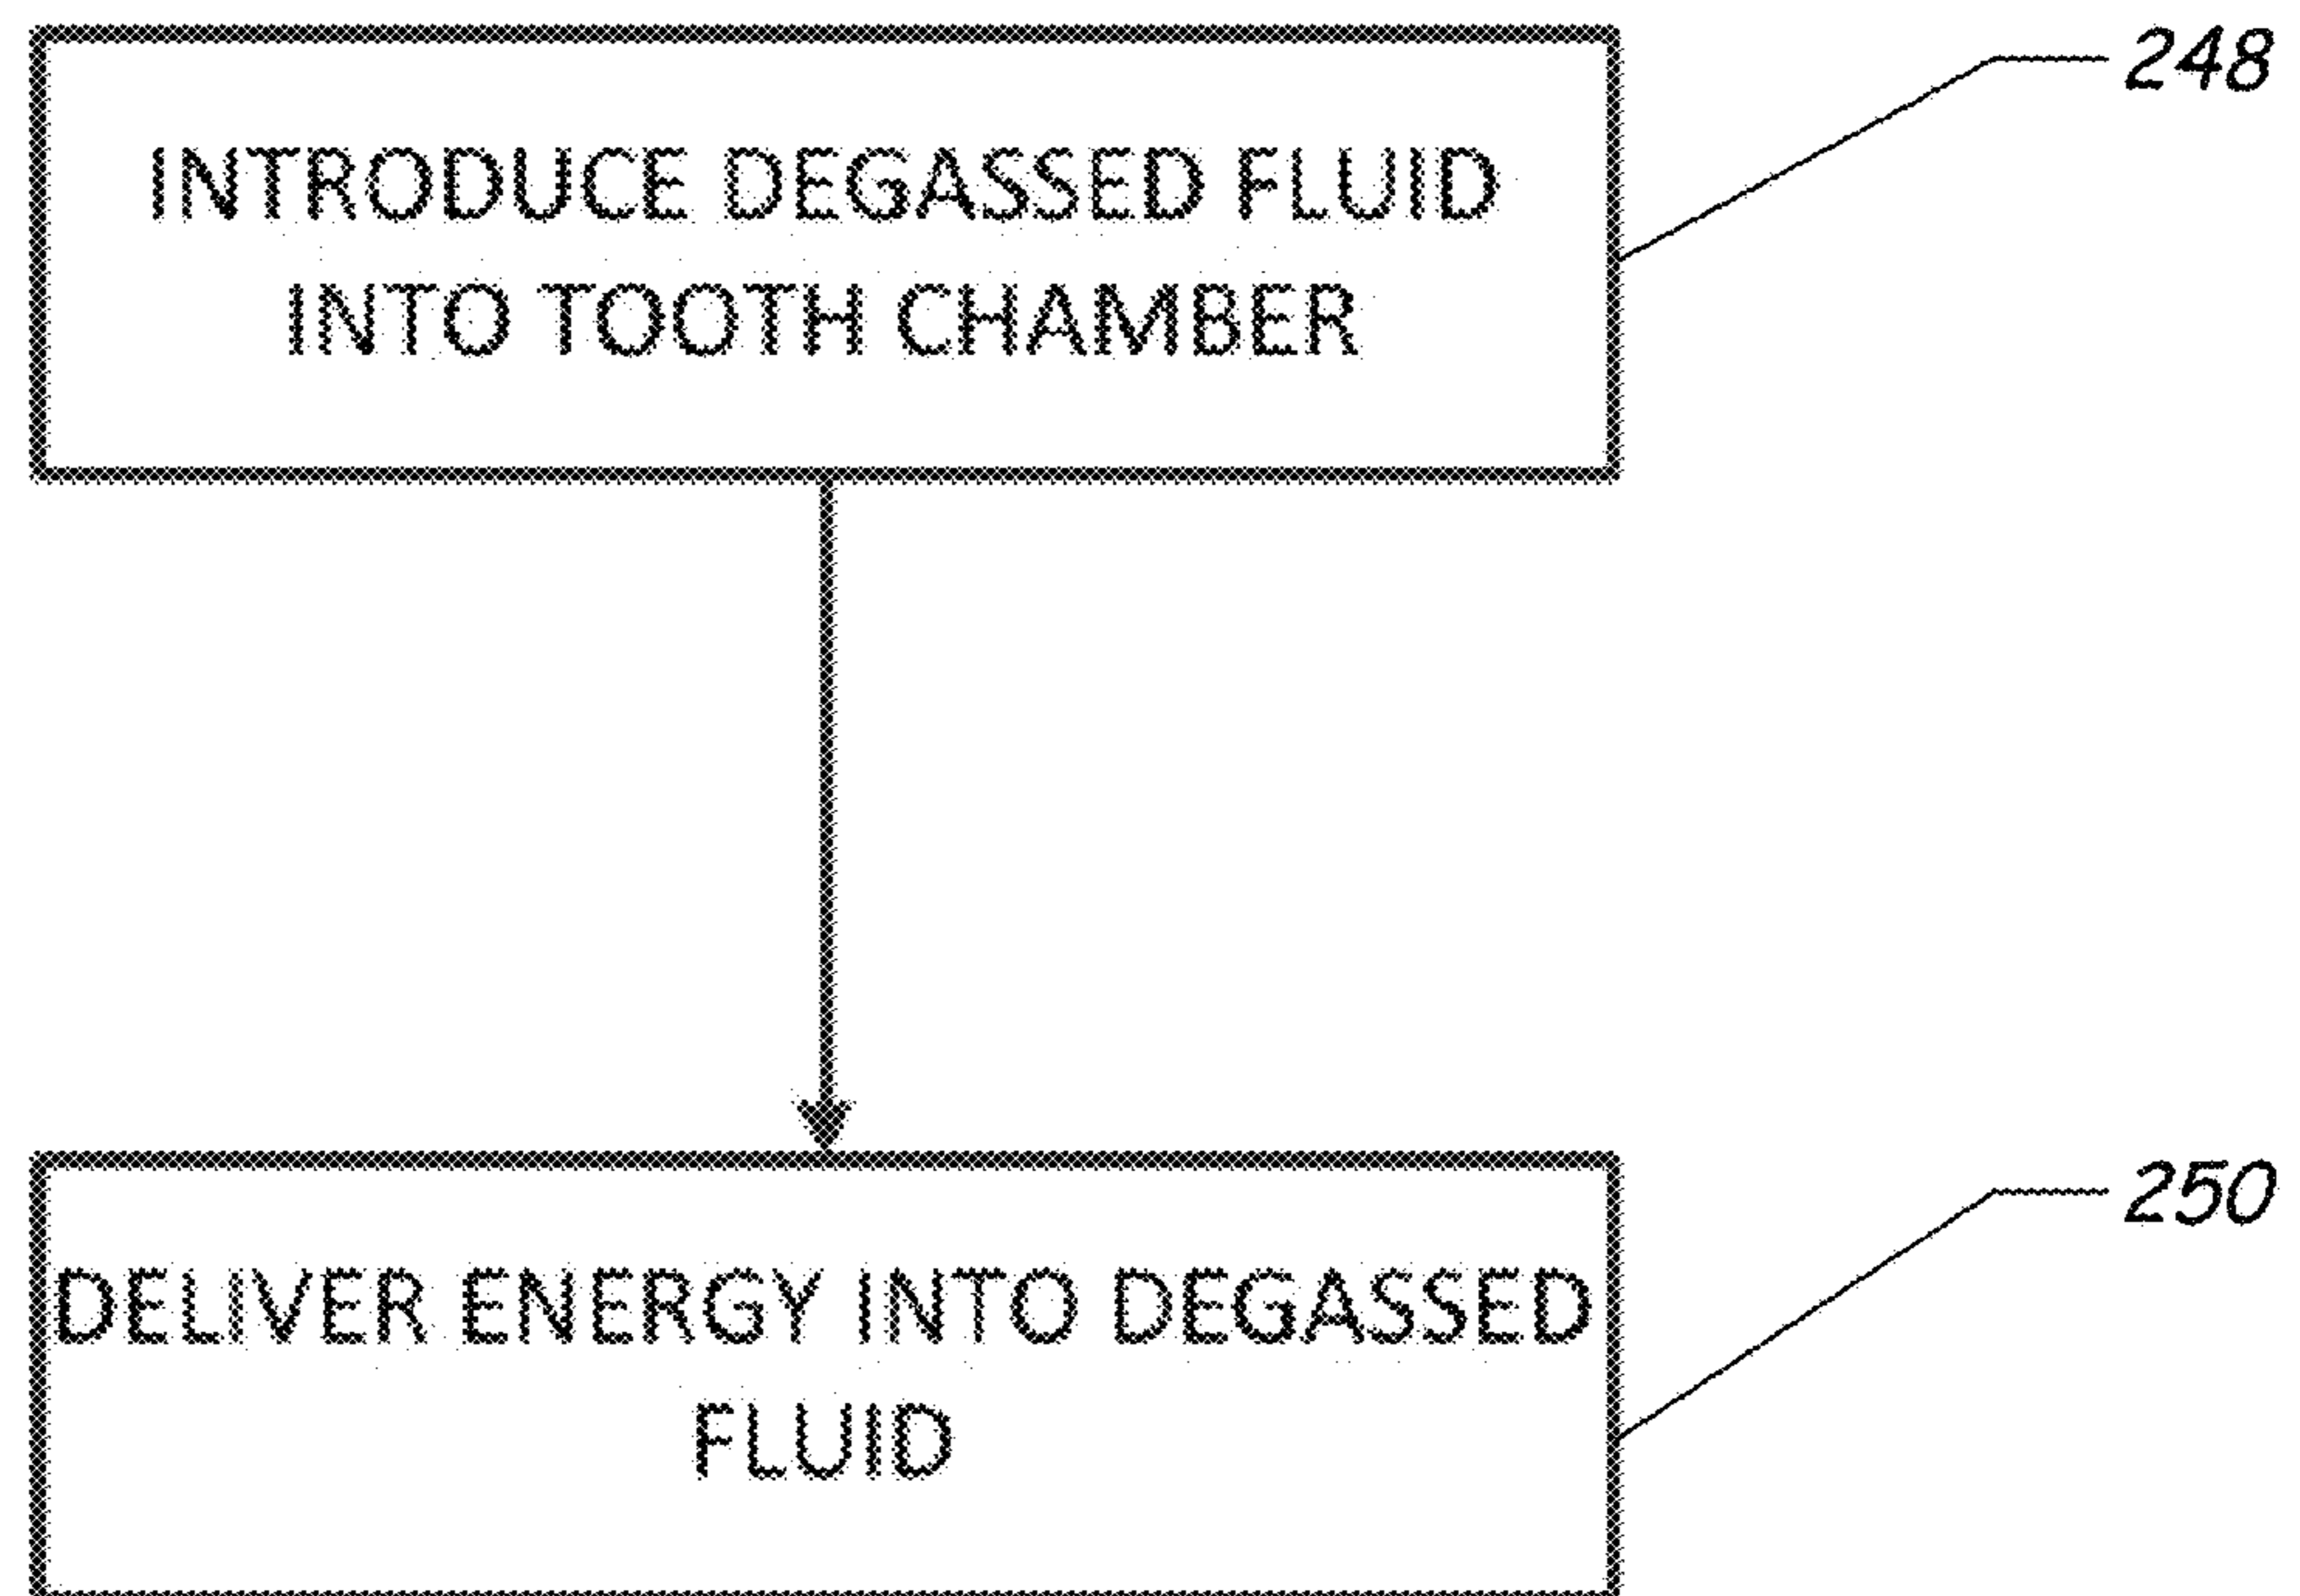 248
INTRODUCE DEGASSED FLUID
INTO TOOTH CHAMBER
250
DELIVER ENERGY INTO DEGASSED
FLUID